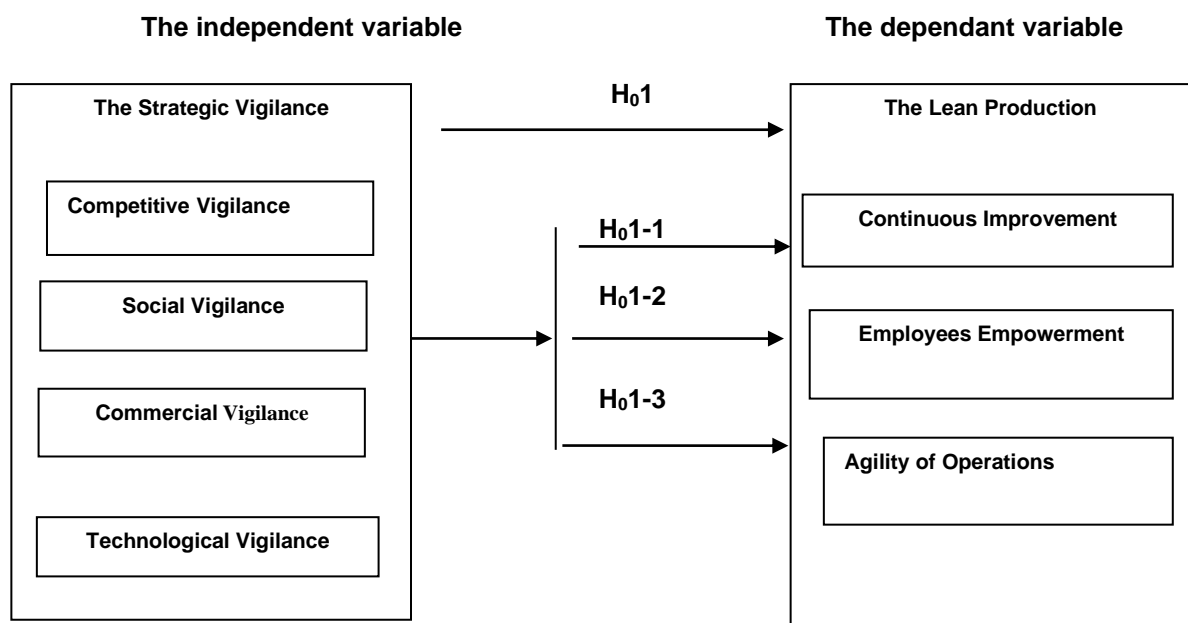 The independent variable
The dependant variable
The Strategic Vigilance
Competitive Vigilance
Social Vigilance
Commercial Vigilance
Technological Vigilance
H₀1
H₀1-1
H₀1-2
H₀1-3
The Lean Production
Continuous Improvement
Employees Empowerment
Agility of Operations